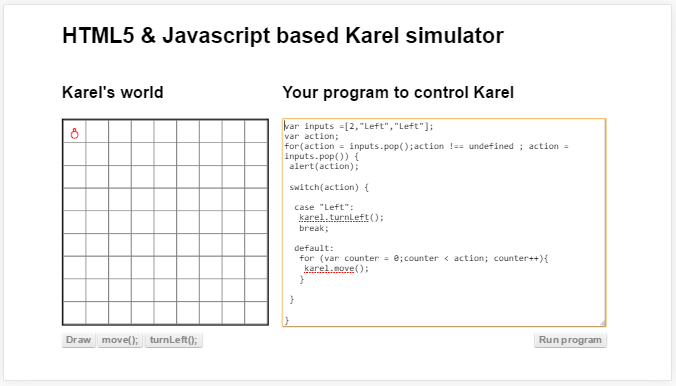 HTML5 & Javascript based Karel simulator
Karel's world
Your program to control Karel
var inputs =[2,"Left","Left"];
var action;
for(action = inputs.pop();action !== undefined ; action =
inputs.pop()) {
alert(action);
switch(action) {
case "Left":
karel.turnLeft();
break;
default:
for (var counter = 0;counter < action; counter++){
karel.move();
}
}
}
Draw
move();
turnLeft();
Run program